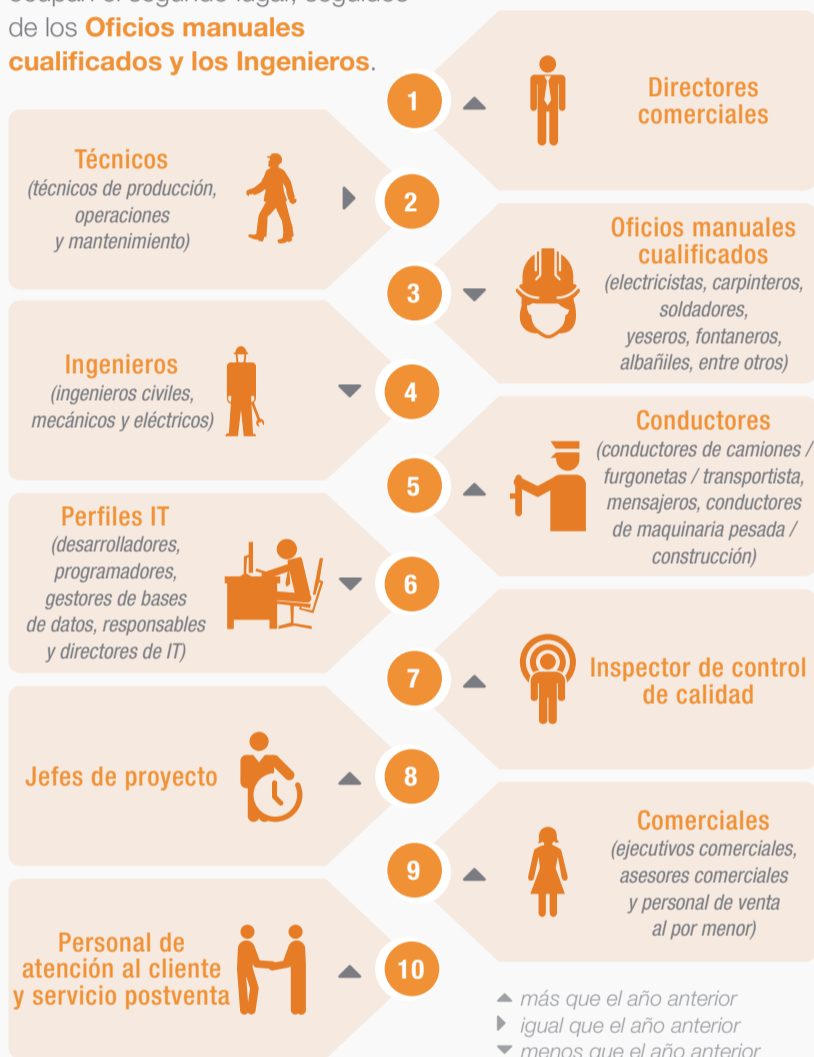 ocupan el segundo lugar, seguidos
de los Oficios manuales
cualificados y los Ingenieros.
1
Directores
comerciales
Técnicos
(técnicos de producción,
operaciones
y mantenimiento)
2
3
Oficios manuales
cualificados
(electricistas, carpinteros,
soldadores,
yeseros, fontaneros,
albañiles, entre otros)
Ingenieros
(ingenieros civiles,
mecánicos y eléctricos)
4
5
Conductores
(conductores de camiones /
furgonetas / transportista,
mensajeros, conductores
de maquinaria pesada /
construcción)
Perfiles IT
(desarrolladores,
programadores,
gestores de bases
de datos, responsables
y directores de IT)
6
7
Inspector de control
de calidad
Jefes de proyecto
8
9
Comerciales
(ejecutivos comerciales,
asesores comerciales
y personal de venta
al por menor)
Personal de
atención al cliente
y servicio postventa
10
más que el año anterior
igual que el año anterior
menos que el año anterior